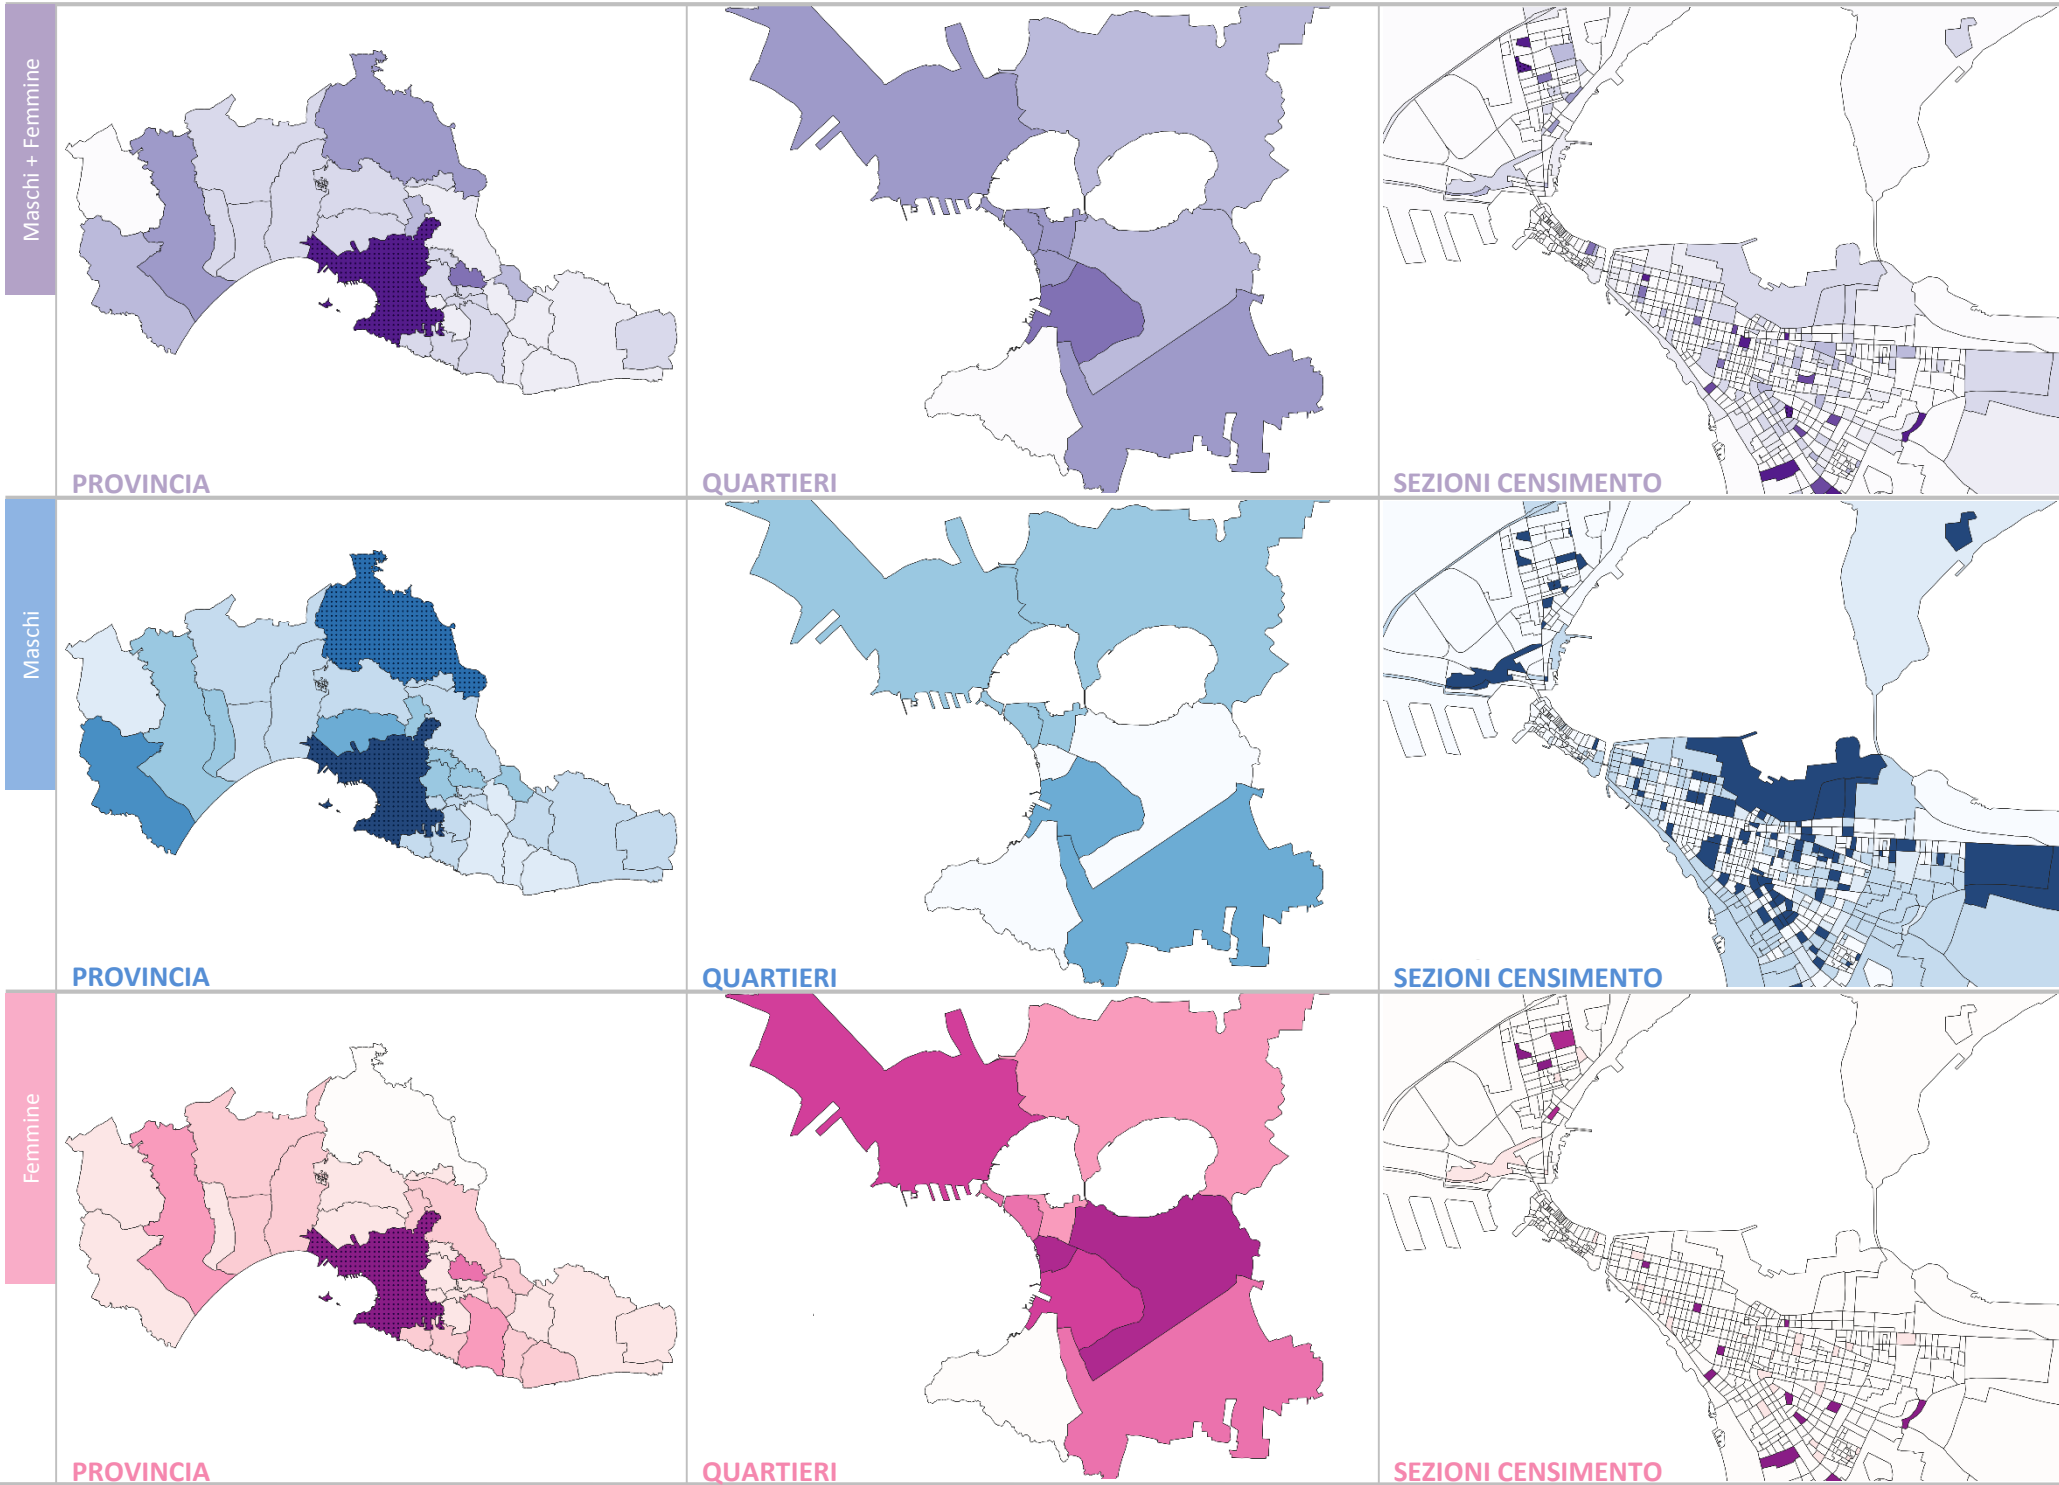 Maschi + Femmine
PROVINCIA
QUARTIERI
SEZIONI CENSIMENTO
Maschi
PROVINCIA
QUARTIERI
SEZIONI CENSIMENTO
Femmine
PROVINCIA
QUARTIERI
SEZIONI CENSIMENTO